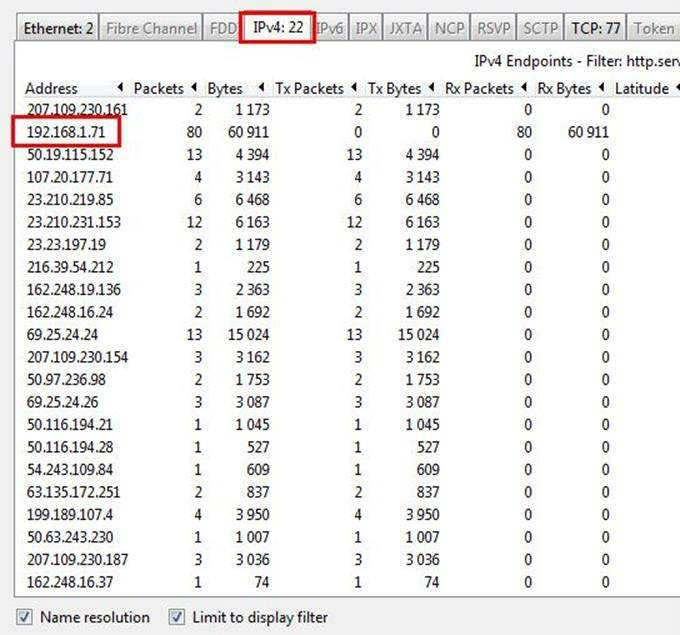 Ethernet: 2 Fibre Channel FDD IPv4: 22 IPv6 IPX JXTA NCP RSVP SCTP TCP: 77 Token
IPv4 Endpoints - Filter: http.serv
Address Packets Bytes Tx Packets Tx Bytes Rx Packets Rx Bytes Latitude
207.109.230.161 2 1 173 2 1 173 0 0
192.168.1.71 80 60 911 0 0 80 60 911
50.19.115.152 13 4 394 13 4 394 0 0
107.20.177.71 4 3 143 4 3 143 0 0
23.210.219.85 6 6 468 6 6 468 0 0
23.210.231.153 12 6 163 12 6 163 0 0
23.23.197.19 2 1 179 2 1 179 0 0
216.39.54.212 1 225 1 225 0 0
162.248.19.136 3 2 363 3 2 363 0 0
162.248.16.24 2 1 692 2 1 692 0 0
69.25.24.24 13 15 024 13 15 024 0 0
207.109.230.154 3 3 162 3 3 162 0 0
50.97.236.98 2 1 753 2 1 753 0 0
69.25.24.26 3 3 087 3 3 087 0 0
50.116.194.21 1 1 045 1 1 045 0 0
50.116.194.28 1 527 1 527 0 0
54.243.109.84 1 609 1 609 0 0
63.135.172.251 2 837 2 837 0 0
199.189.107.4 4 3 950 4 3 950 0 0
50.63.243.230 1 1 007 1 1 007 0 0
207.109.230.187 3 3 036 3 3 036 0 0
162.248.16.37 1 74 1 74 0 0
Name resolution Limit to display filter